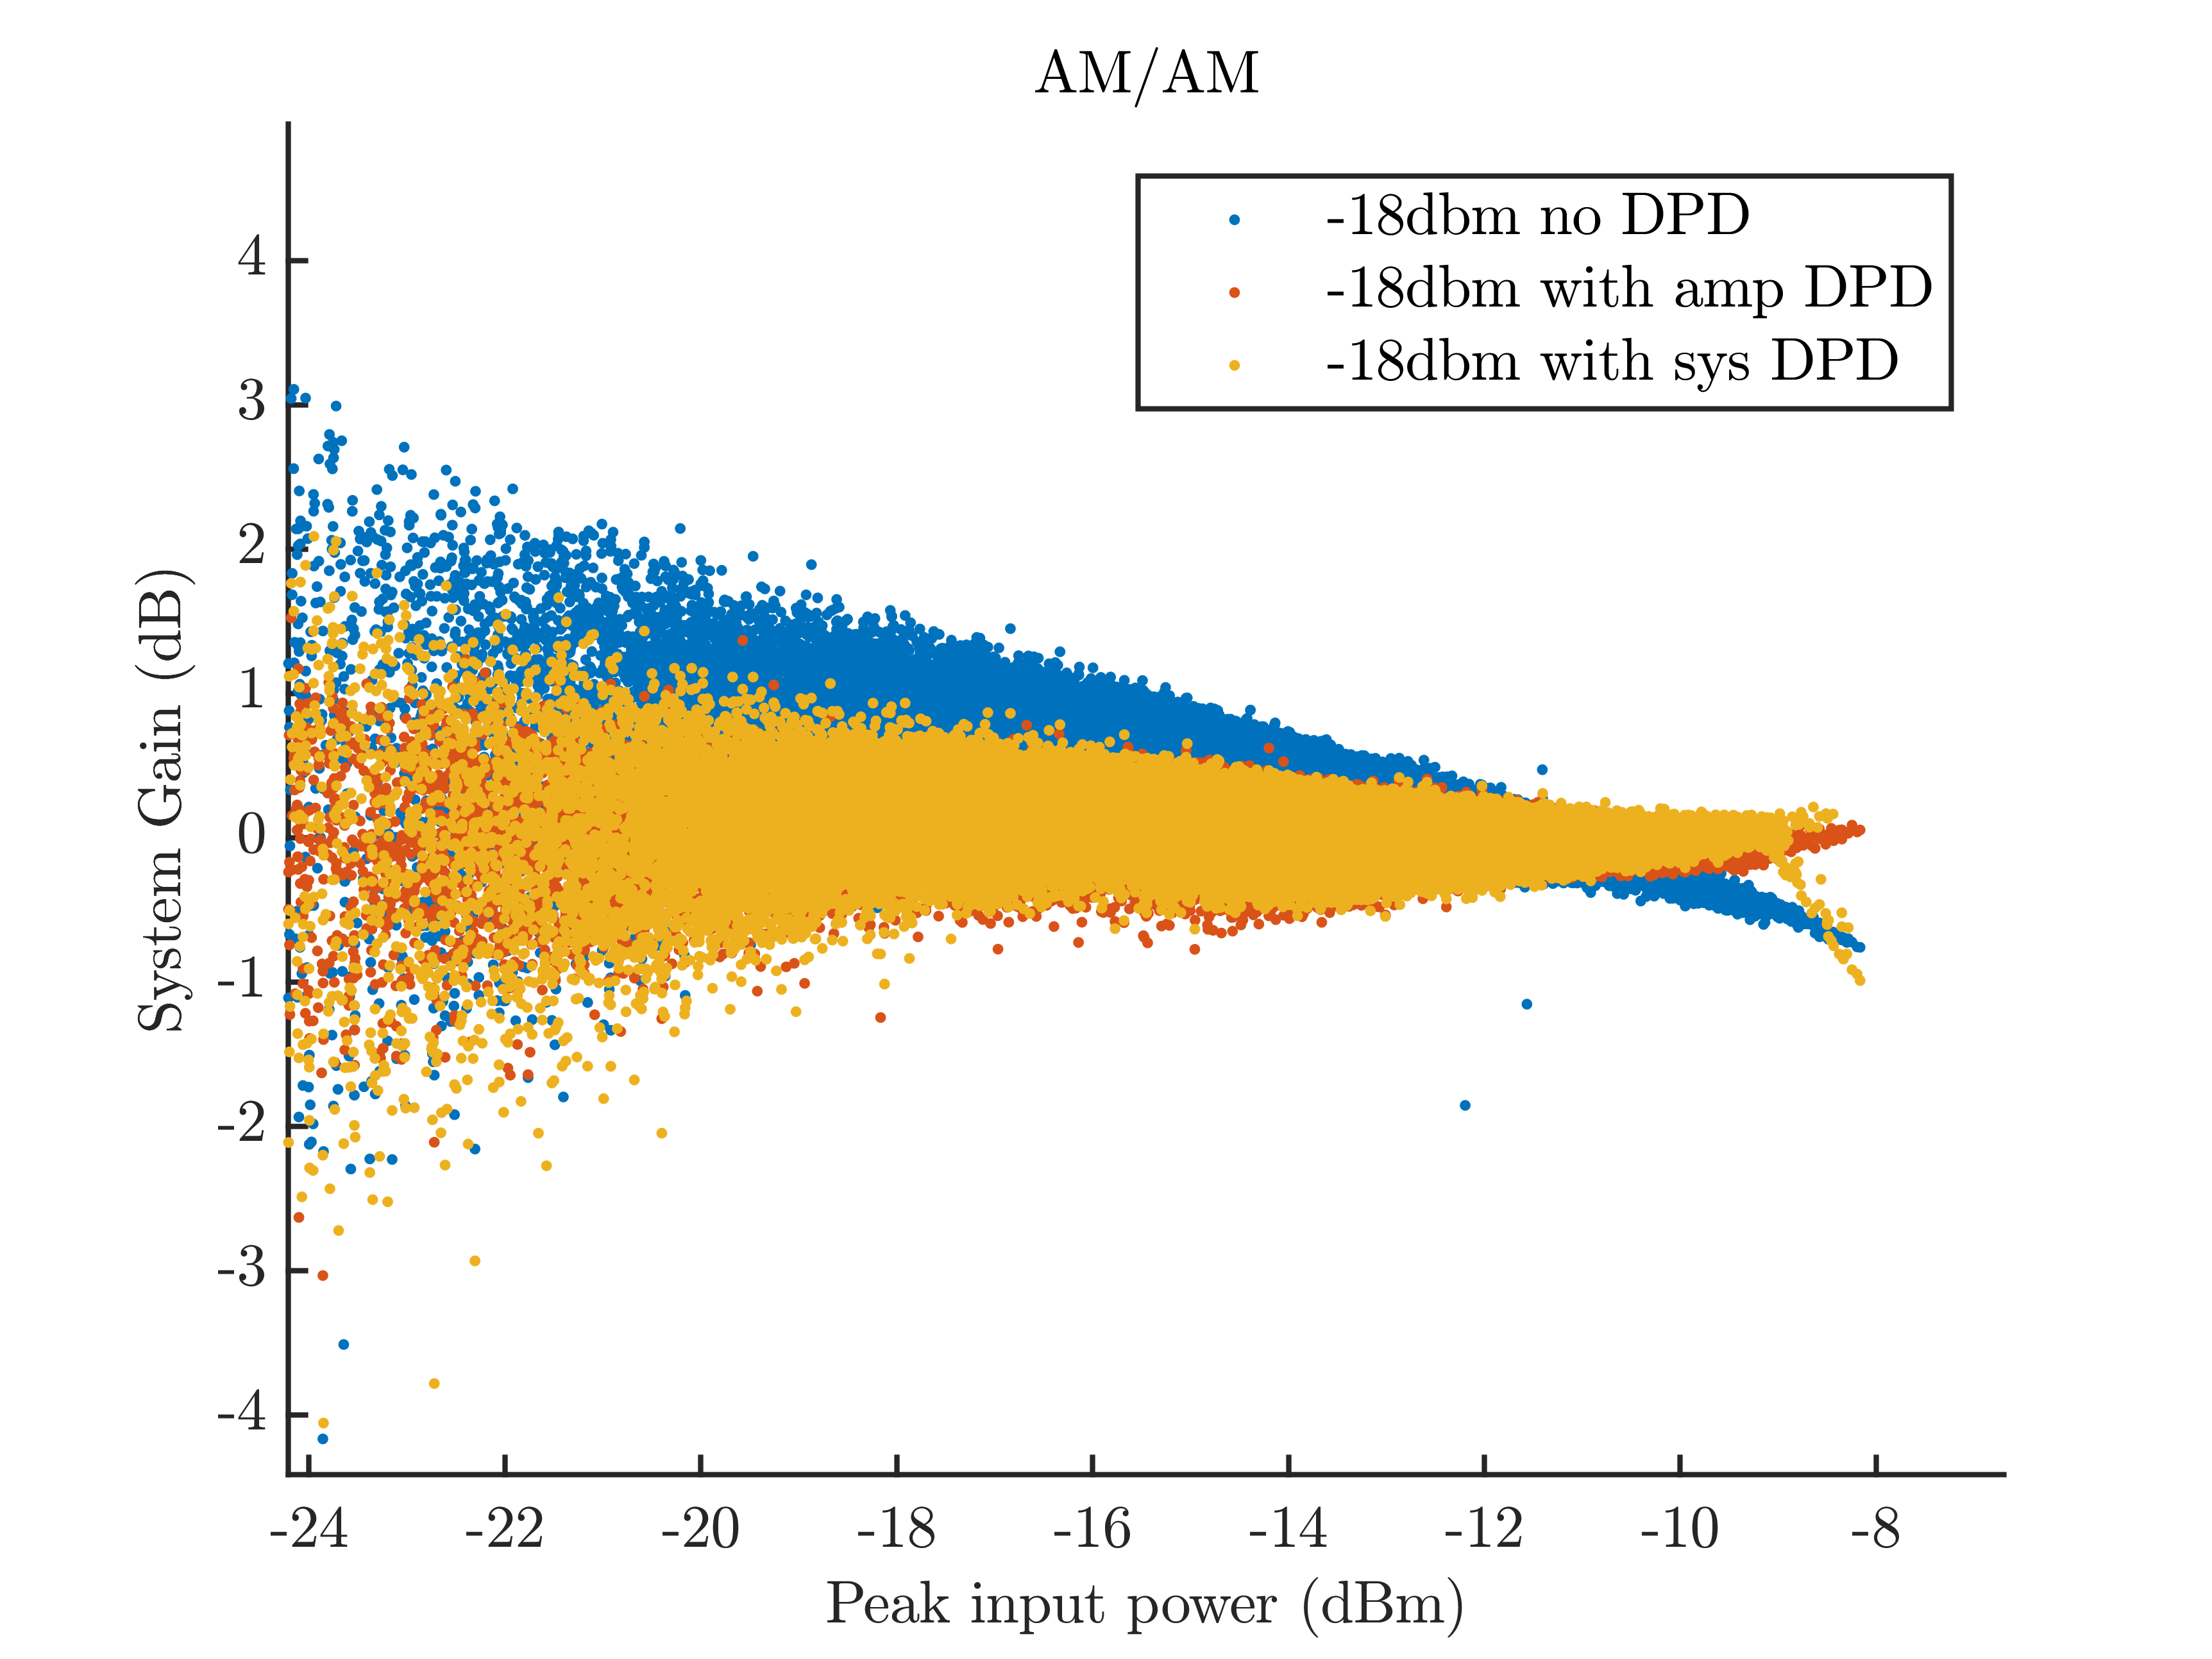 AM/AM
-18dbm no DPD
-18dbm with amp DPD
-18dbm with sys DPD
System Gain (dB)
4
3
2
1
0
-1
-2
-3
-4
-24 -22 -20 -18 -16 -14 -12 -10 -8
Peak input power (dBm)